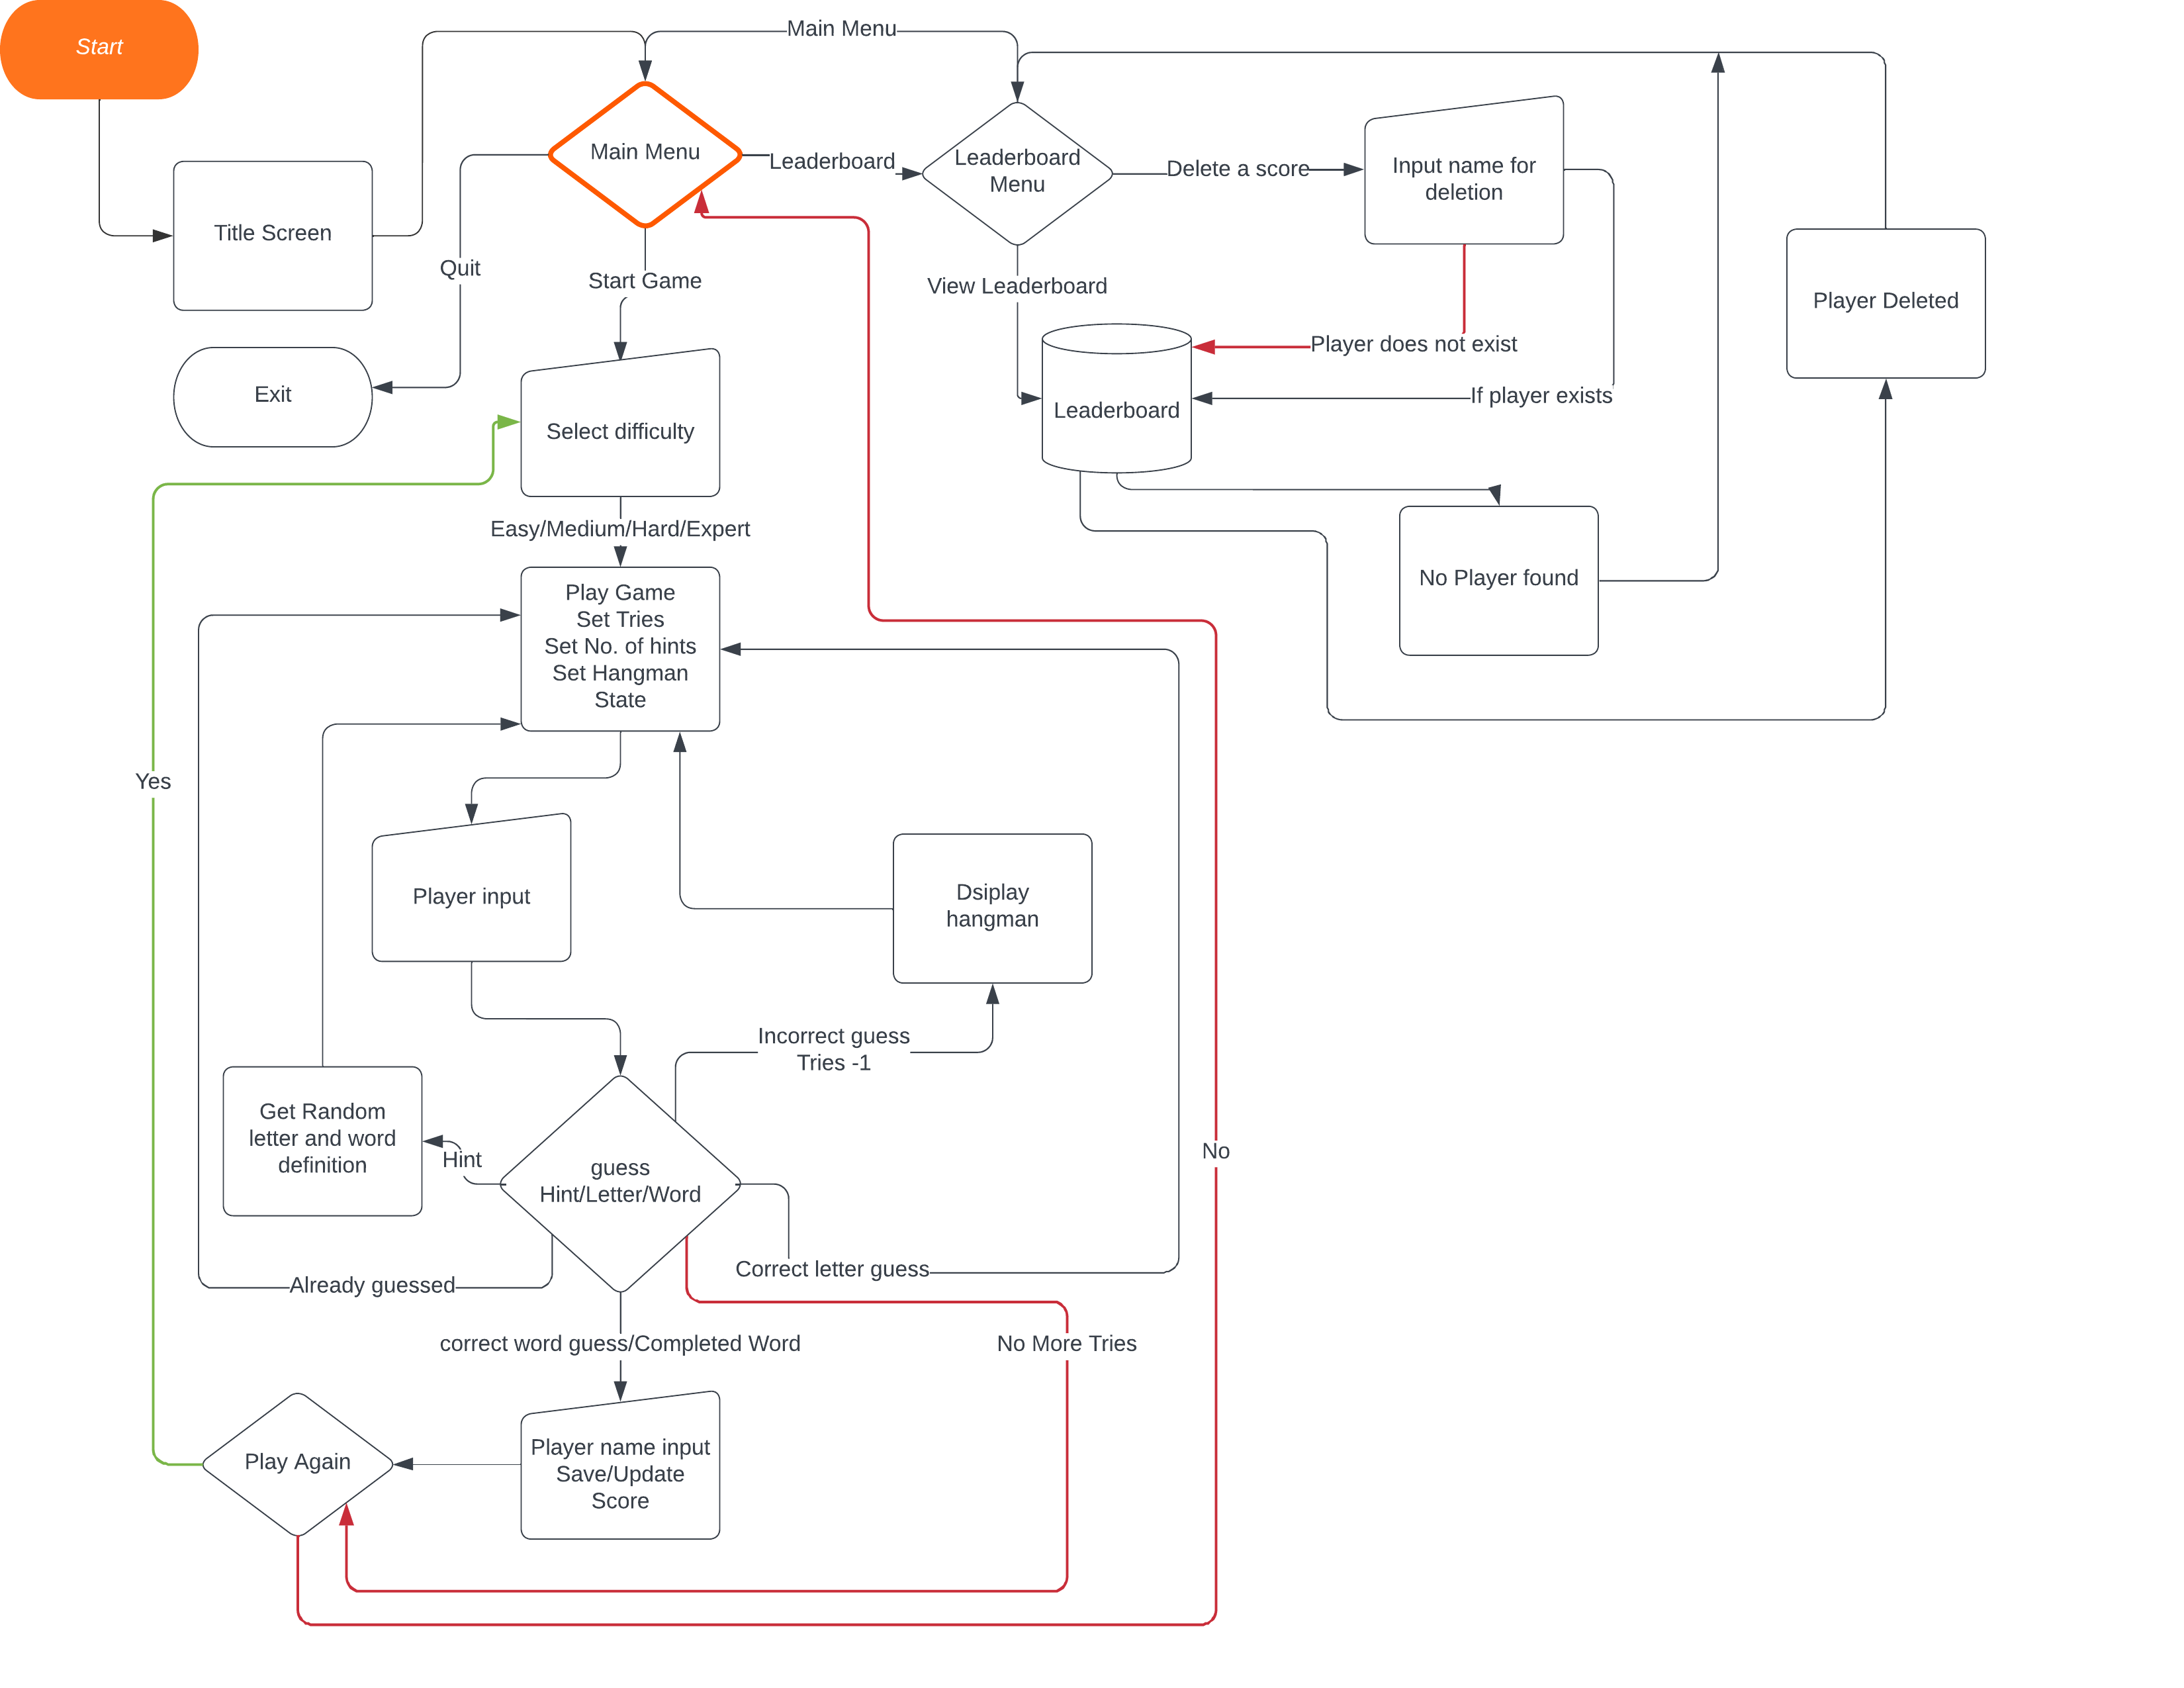 Start
Main Menu
Main Menu
Leaderboard
Leaderboard
Menu
Delete a score
Input name for
deletion
Title Screen
Quit
Start Game
View Leaderboard
Player Deleted
Player does not exist
Exit
If player exists
Leaderboard
Select difficulty
Easy/Medium/Hard/Expert
No Player found
Play Game
Set Tries
Set No. of hints
Set Hangman
State
Yes
Player input
Dsiplay
hangman
Incorrect guess
Tries -1
Get Random
letter and word
definition
Hint
guess
Hint/Letter/Word
No
Correct letter guess
Already guessed
correct word guess/Completed Word
No More Tries
Play Again
Player name input
Save/Update
Score